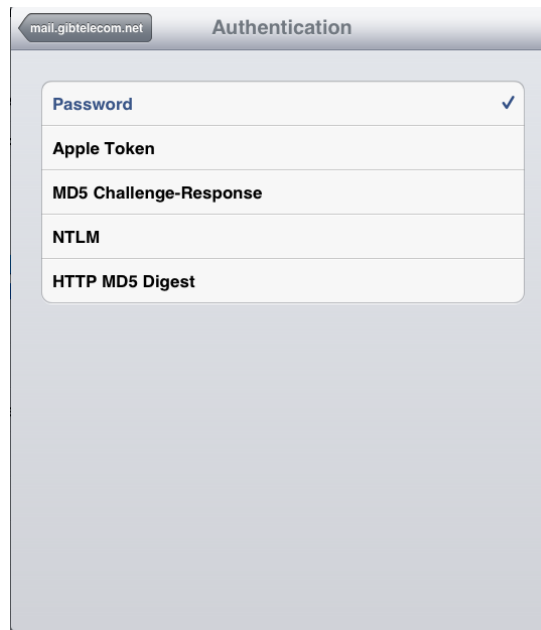 mail.gibtelecom.net
Authentication
Password
Apple Token
MD5 Challenge-Response
NTLM
HTTP MD5 Digest